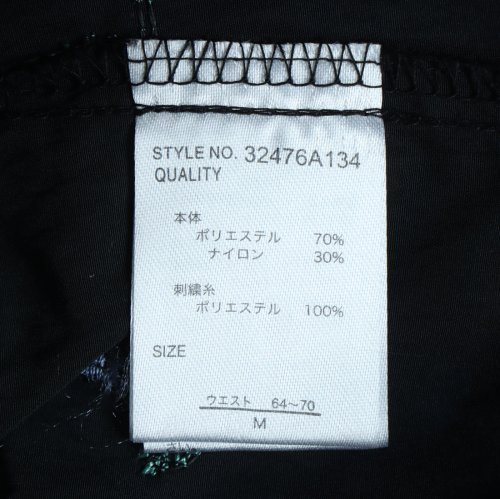 STYLE NO. 32476A134
QUALITY
本体
ポリエステル 70%
ナイロン 30%
刺繍糸
ポリエステル 100%
SIZE
ウエスト 64～70
M